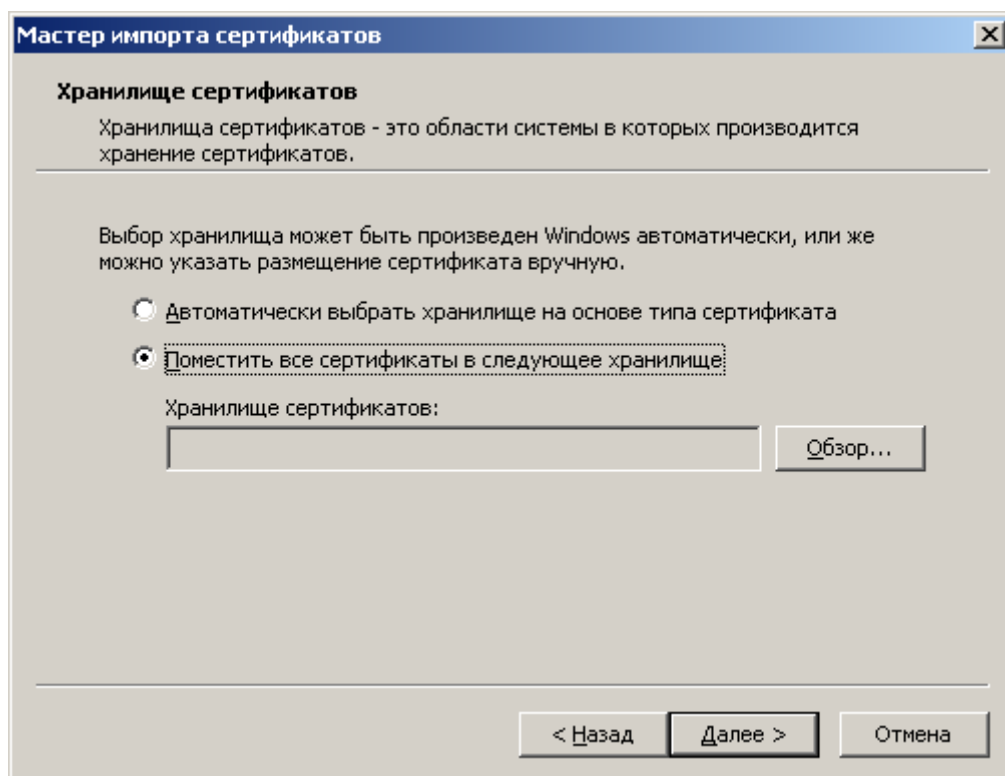 Мастер импорта сертификатов
Хранилище сертификатов
Хранилища сертификатов - это области системы в которых производится
хранение сертификатов.
Выбор хранилища может быть произведен Windows автоматически, или же
можно указать размещение сертификата вручную.
Автоматически выбрать хранилище на основе типа сертификата
Поместить все сертификаты в следующее хранилище
Хранилище сертификатов:
Обзор...
< Назад Далее > Отмена